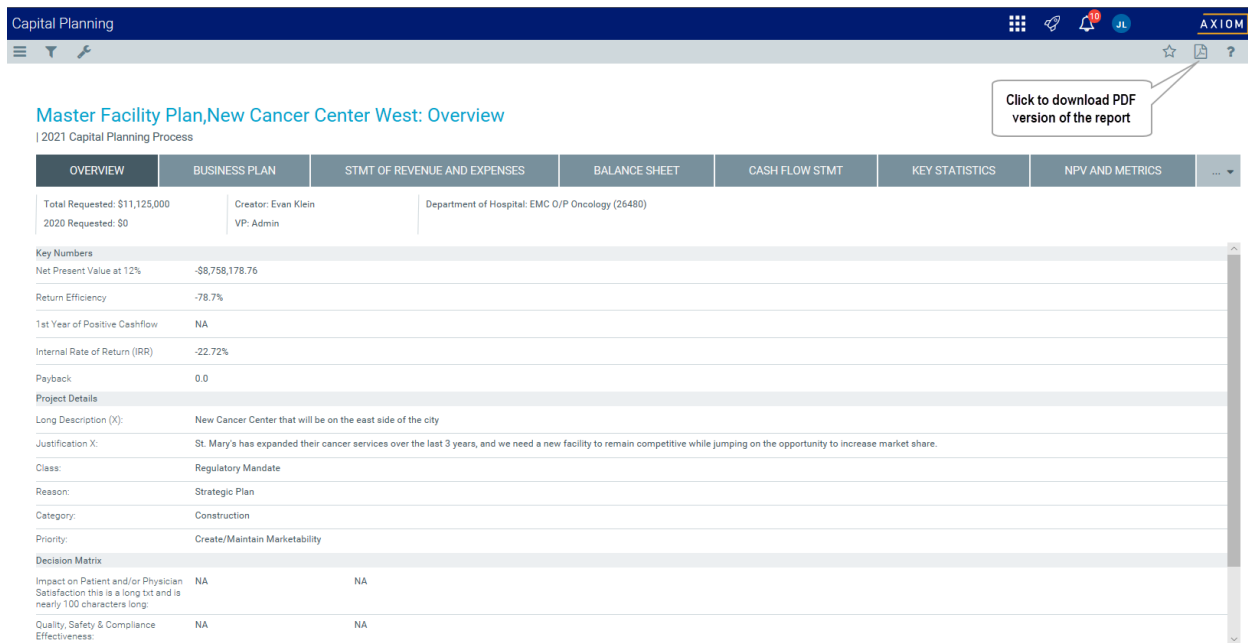 Capital Planning
10
JL
AXIOM
?
Click to download PDF
version of the report
Master Facility Plan,New Cancer Center West: Overview
| 2021 Capital Planning Process
OVERVIEW
BUSINESS PLAN
STMT OF REVENUE AND EXPENSES
BALANCE SHEET
CASH FLOW STMT
KEY STATISTICS
NPV AND METRICS
...
Total Requested: $11,125,000
Creator: Evan Klein
Department of Hospital: EMC O/P Oncology (26480)
2020 Requested: $0
VP: Admin
Key Numbers
Net Present Value at 12% -$8,758,178.76
Return Efficiency -78.7%
1st Year of Positive Cashflow NA
Internal Rate of Return (IRR) -22.72%
Payback 0.0
Project Details
Long Description (X): New Cancer Center that will be on the east side of the city
Justification X: St. Mary's has expanded their cancer services over the last 3 years, and we need a new facility to remain competitive while jumping on the opportunity to increase market share.
Class: Regulatory Mandate
Reason: Strategic Plan
Category: Construction
Priority: Create/Maintain Marketability
Decision Matrix
Impact on Patient and/or Physician NA NA
Satisfaction this is a long txt and is
nearly 100 characters long:
Quality, Safety & Compliance NA NA
Effectiveness: